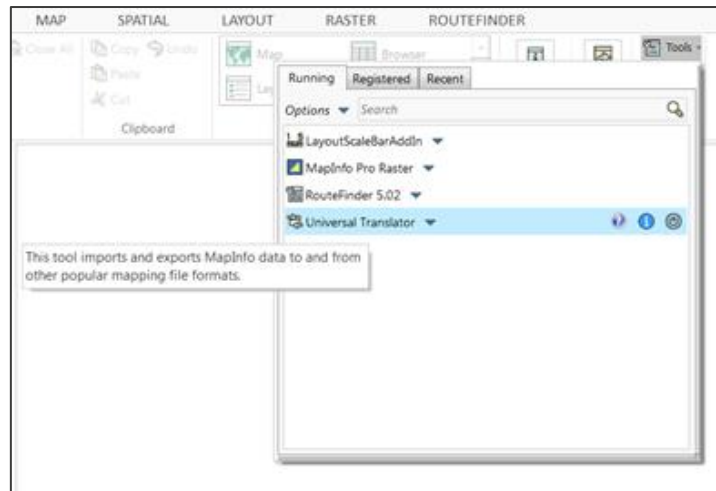 MAP SPATIAL LAYOUT RASTER ROUTEFINDER
Close All Copy Undo Map Browser Tools
Paste
Cut
Clipboard
Running Registered Recent
Options Search
LayoutScaleBarAddIn
MapInfo Pro Raster
RouteFinder 5.02
Universal Translator
This tool imports and exports MapInfo data to and from
other popular mapping file formats.